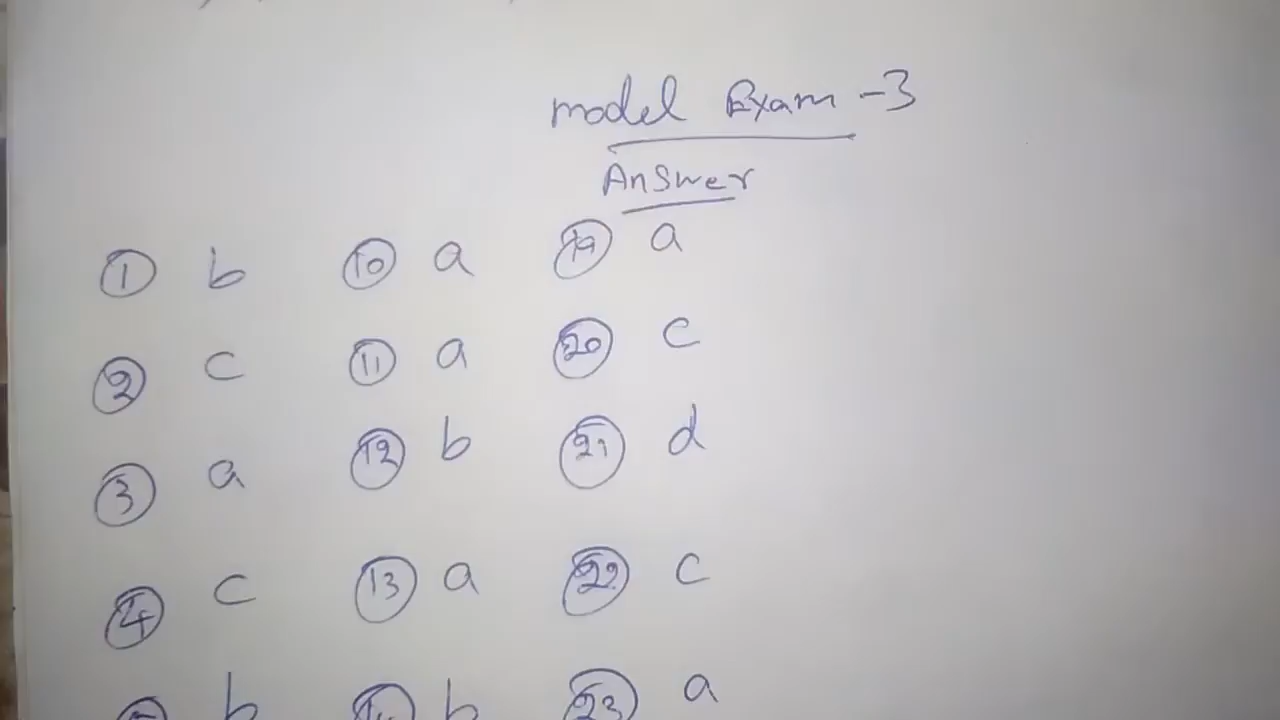 model Exam -3
Answer
① b ⑩ a ⑲ a
② c ⑪ a ⑳ c
③ a ⑫ b ㉑ d
④ c ⑬ a ㉒ c
b b ㉓ a